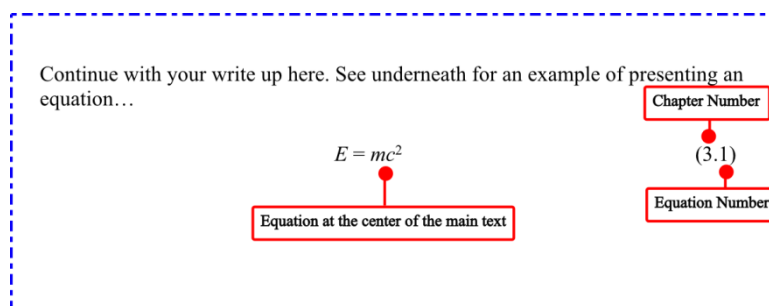 Continue with your write up here. See underneath for an example of presenting an
equation…
Chapter Number
E = mc² (3.1)
Equation Number
Equation at the center of the main text